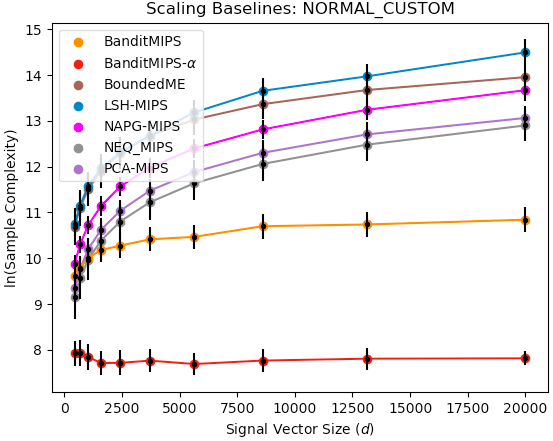 Scaling Baselines: NORMAL_CUSTOM
15
14
13
12
11
10
9
8
ln(Sample Complexity)
BanditMIPS
BanditMIPS-α
BoundedME
LSH-MIPS
NAPG-MIPS
NEQ_MIPS
PCA-MIPS
0 2500 5000 7500 10000 12500 15000 17500 20000
Signal Vector Size (d)